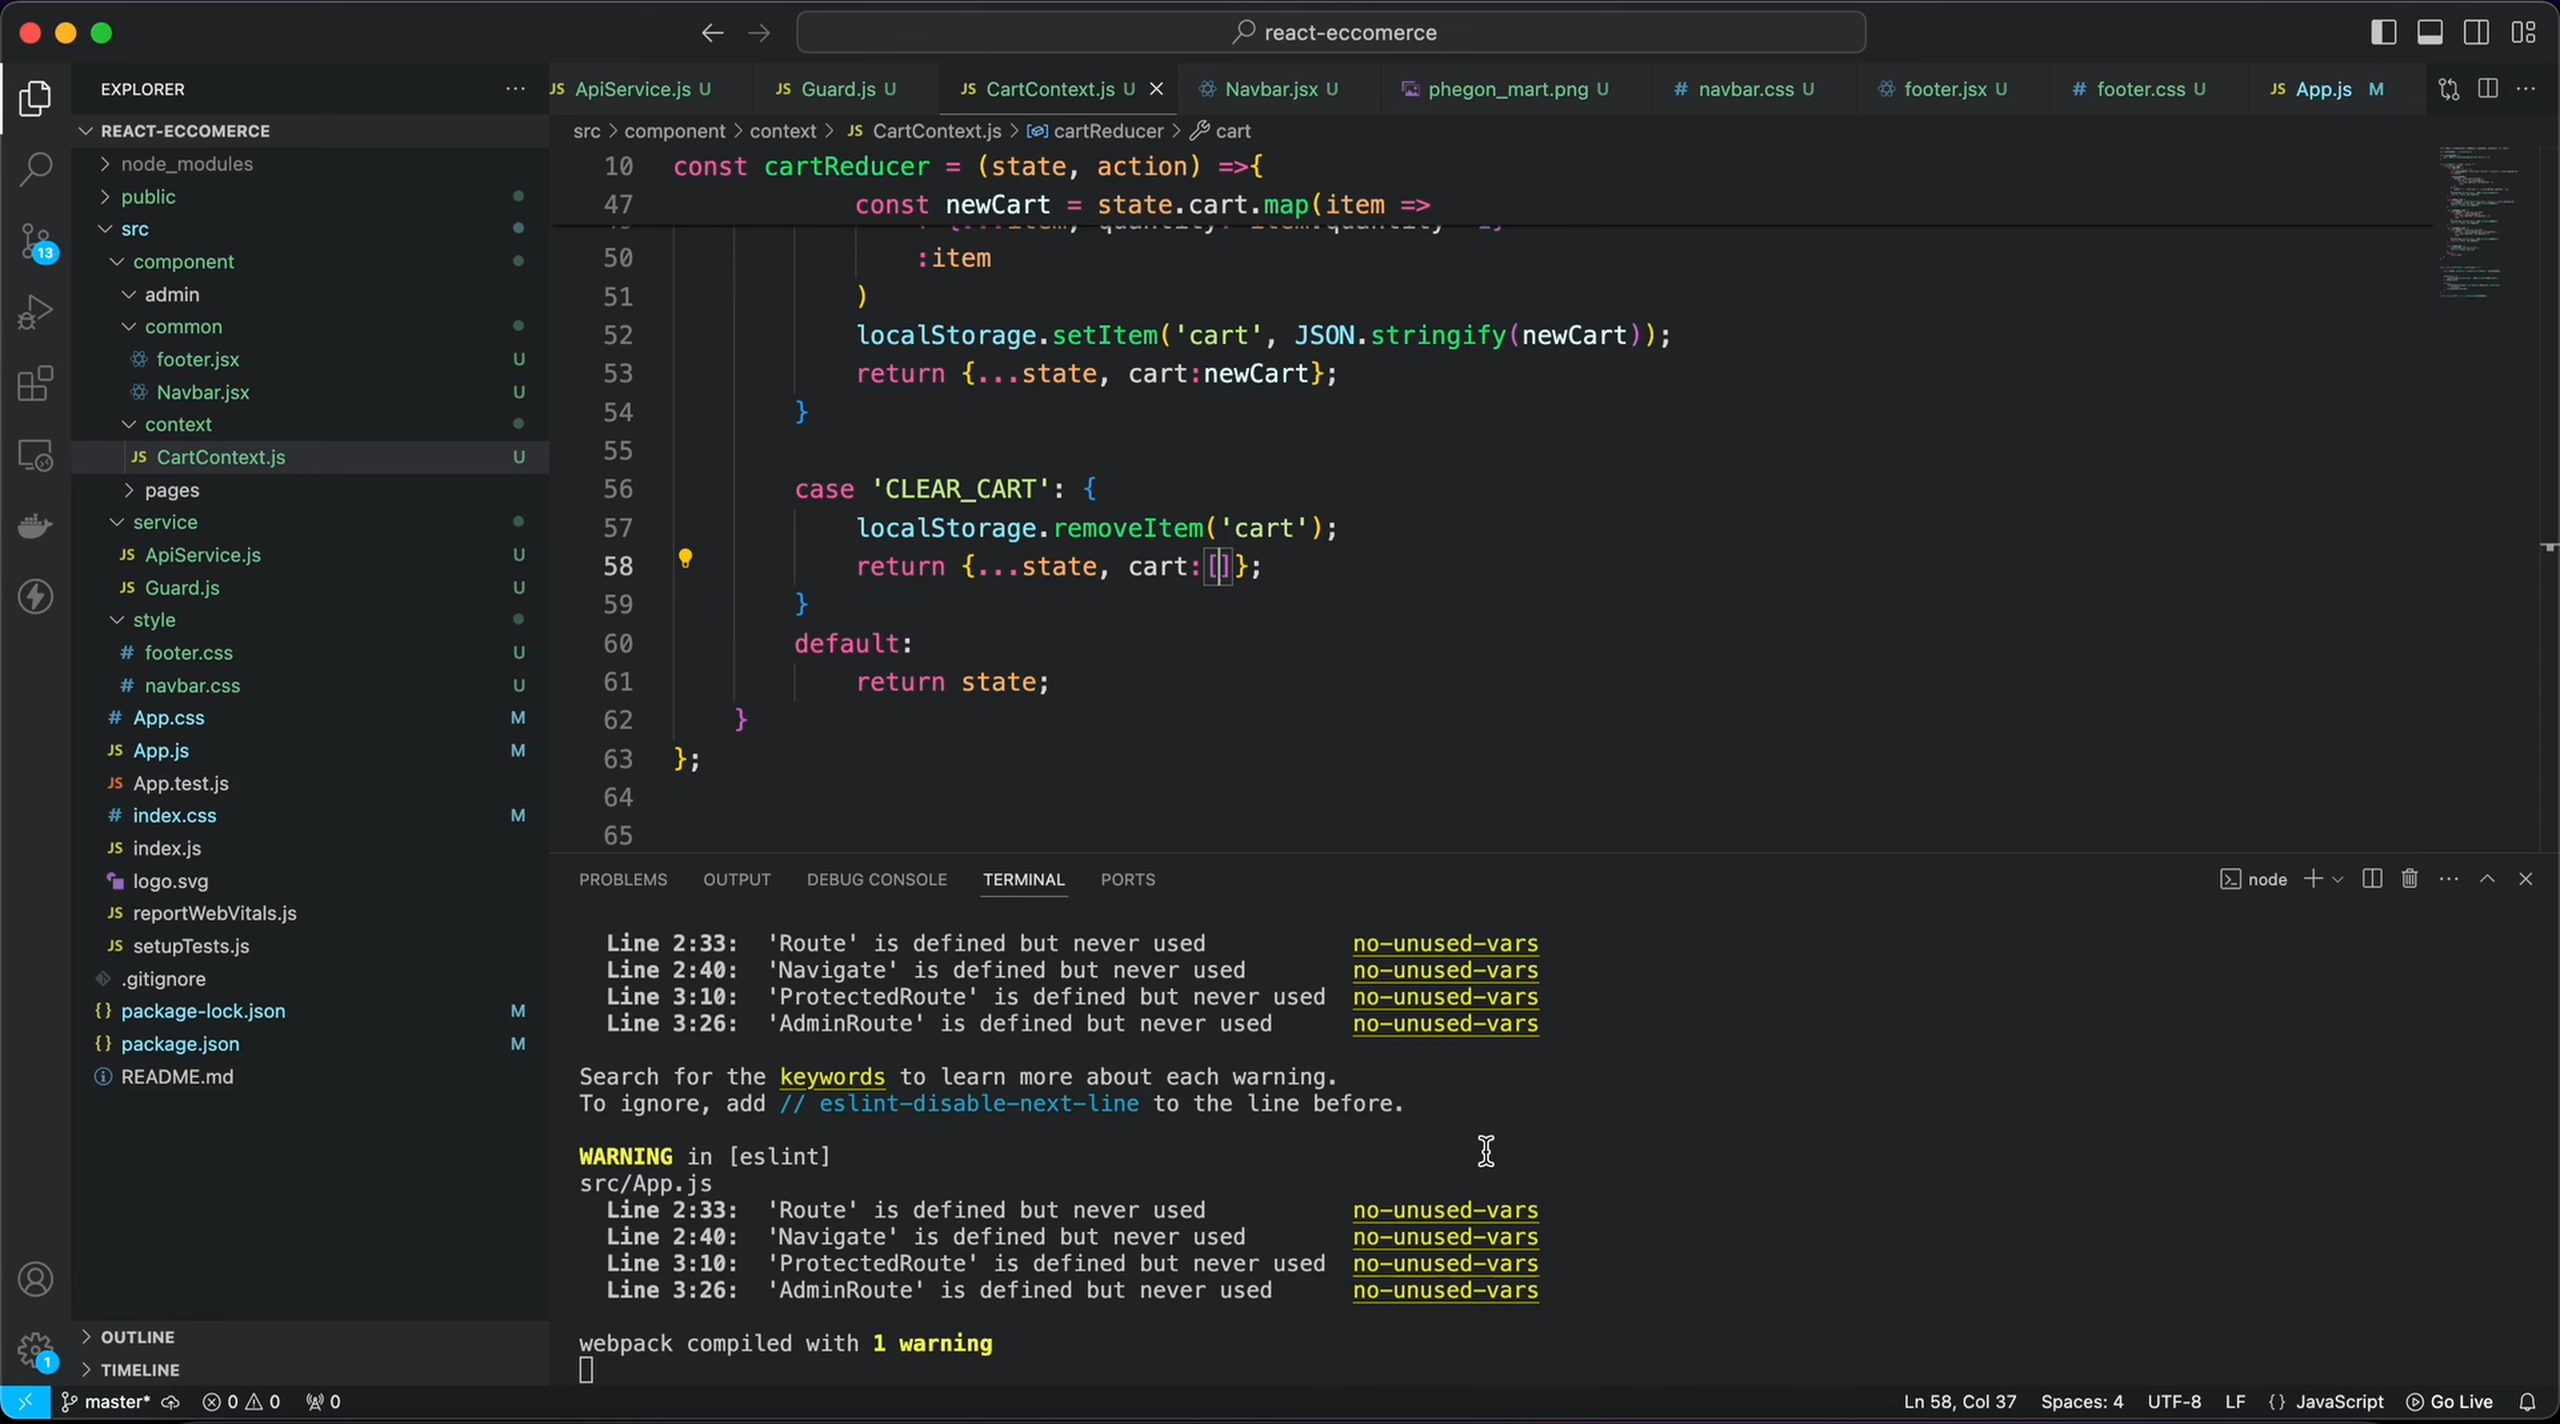 react-eccomerce
EXPLORER
ApiService.js U
Guard.js U
CartContext.js U
Navbar.jsx U
phegon_mart.png U
navbar.css U
footer.jsx U
footer.css U
App.js M
REACT-ECCOMERCE
node_modules
public
src
component
admin
common
footer.jsx U
Navbar.jsx U
context
CartContext.js U
pages
service
ApiService.js U
Guard.js U
style
footer.css U
navbar.css U
App.css M
App.js M
App.test.js
index.css M
index.js
logo.svg
reportWebVitals.js
setupTests.js
.gitignore
package-lock.json M
package.json M
README.md
OUTLINE
TIMELINE
13
1
src > component > context > JS CartContext.js > cartReducer > cart
10 const cartReducer = (state, action) =>{
47 const newCart = state.cart.map(item =>
50 :item
51 )
52 localStorage.setItem('cart', JSON.stringify(newCart));
53 return {...state, cart:newCart};
54 }
55
56 case 'CLEAR_CART': {
57 localStorage.removeItem('cart');
58 return {...state, cart:[]};
59 }
60 default:
61 return state;
62 }
63 };
64
65
PROBLEMS OUTPUT DEBUG CONSOLE TERMINAL PORTS
node
Line 2:33: 'Route' is defined but never used no-unused-vars
Line 2:40: 'Navigate' is defined but never used no-unused-vars
Line 3:10: 'ProtectedRoute' is defined but never used no-unused-vars
Line 3:26: 'AdminRoute' is defined but never used no-unused-vars
Search for the keywords to learn more about each warning.
To ignore, add // eslint-disable-next-line to the line before.
WARNING in [eslint]
src/App.js
Line 2:33: 'Route' is defined but never used no-unused-vars
Line 2:40: 'Navigate' is defined but never used no-unused-vars
Line 3:10: 'ProtectedRoute' is defined but never used no-unused-vars
Line 3:26: 'AdminRoute' is defined but never used no-unused-vars
webpack compiled with 1 warning
master* 0 0 0 Ln 58, Col 37 Spaces: 4 UTF-8 LF {} JavaScript Go Live